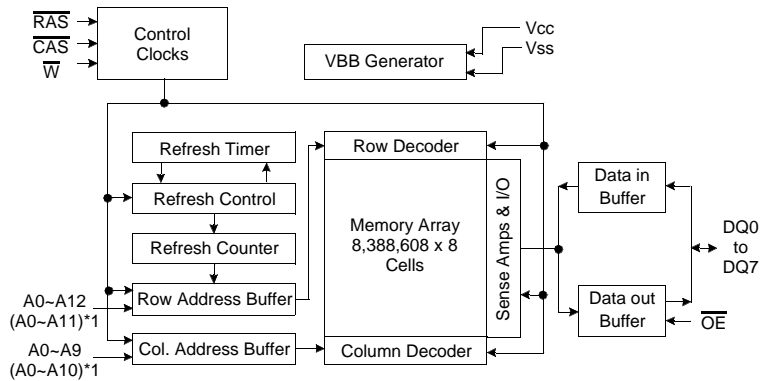 RAS
CAS
W
Control
Clocks
VBB Generator
Vcc
Vss
Refresh Timer
Refresh Control
Refresh Counter
Row Address Buffer
Col. Address Buffer
A0~A12
(A0~A11)*1
A0~A9
(A0~A10)*1
Row Decoder
Memory Array
8,388,608 x 8
Cells
Column Decoder
Sense Amps & I/O
Data in
Buffer
Data out
Buffer
DQ0
to
DQ7
OE